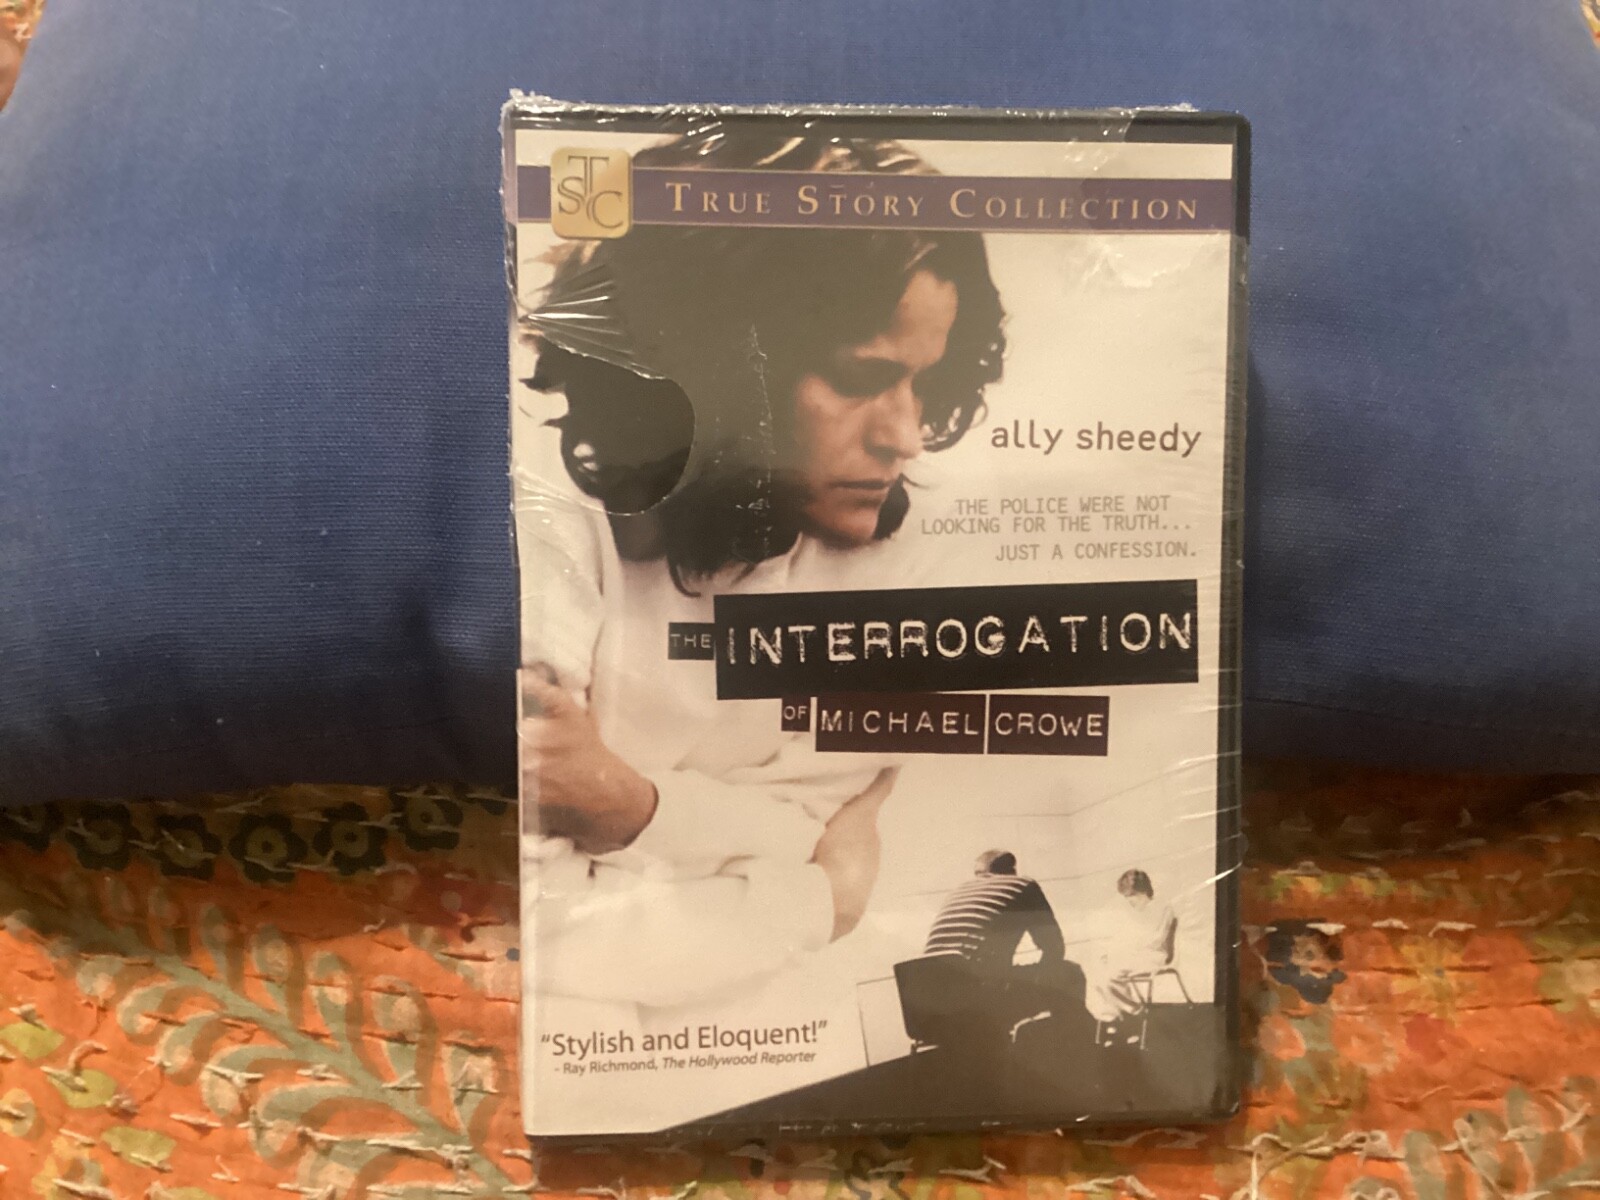 TSC
TRUE STORY COLLECTION
ally sheedy
THE POLICE WERE NOT
LOOKING FOR THE TRUTH...
JUST A CONFESSION.
THE INTERROGATION
OF MICHAEL CROWE
"Stylish and Eloquent!"
- Ray Richmond, The Hollywood Reporter